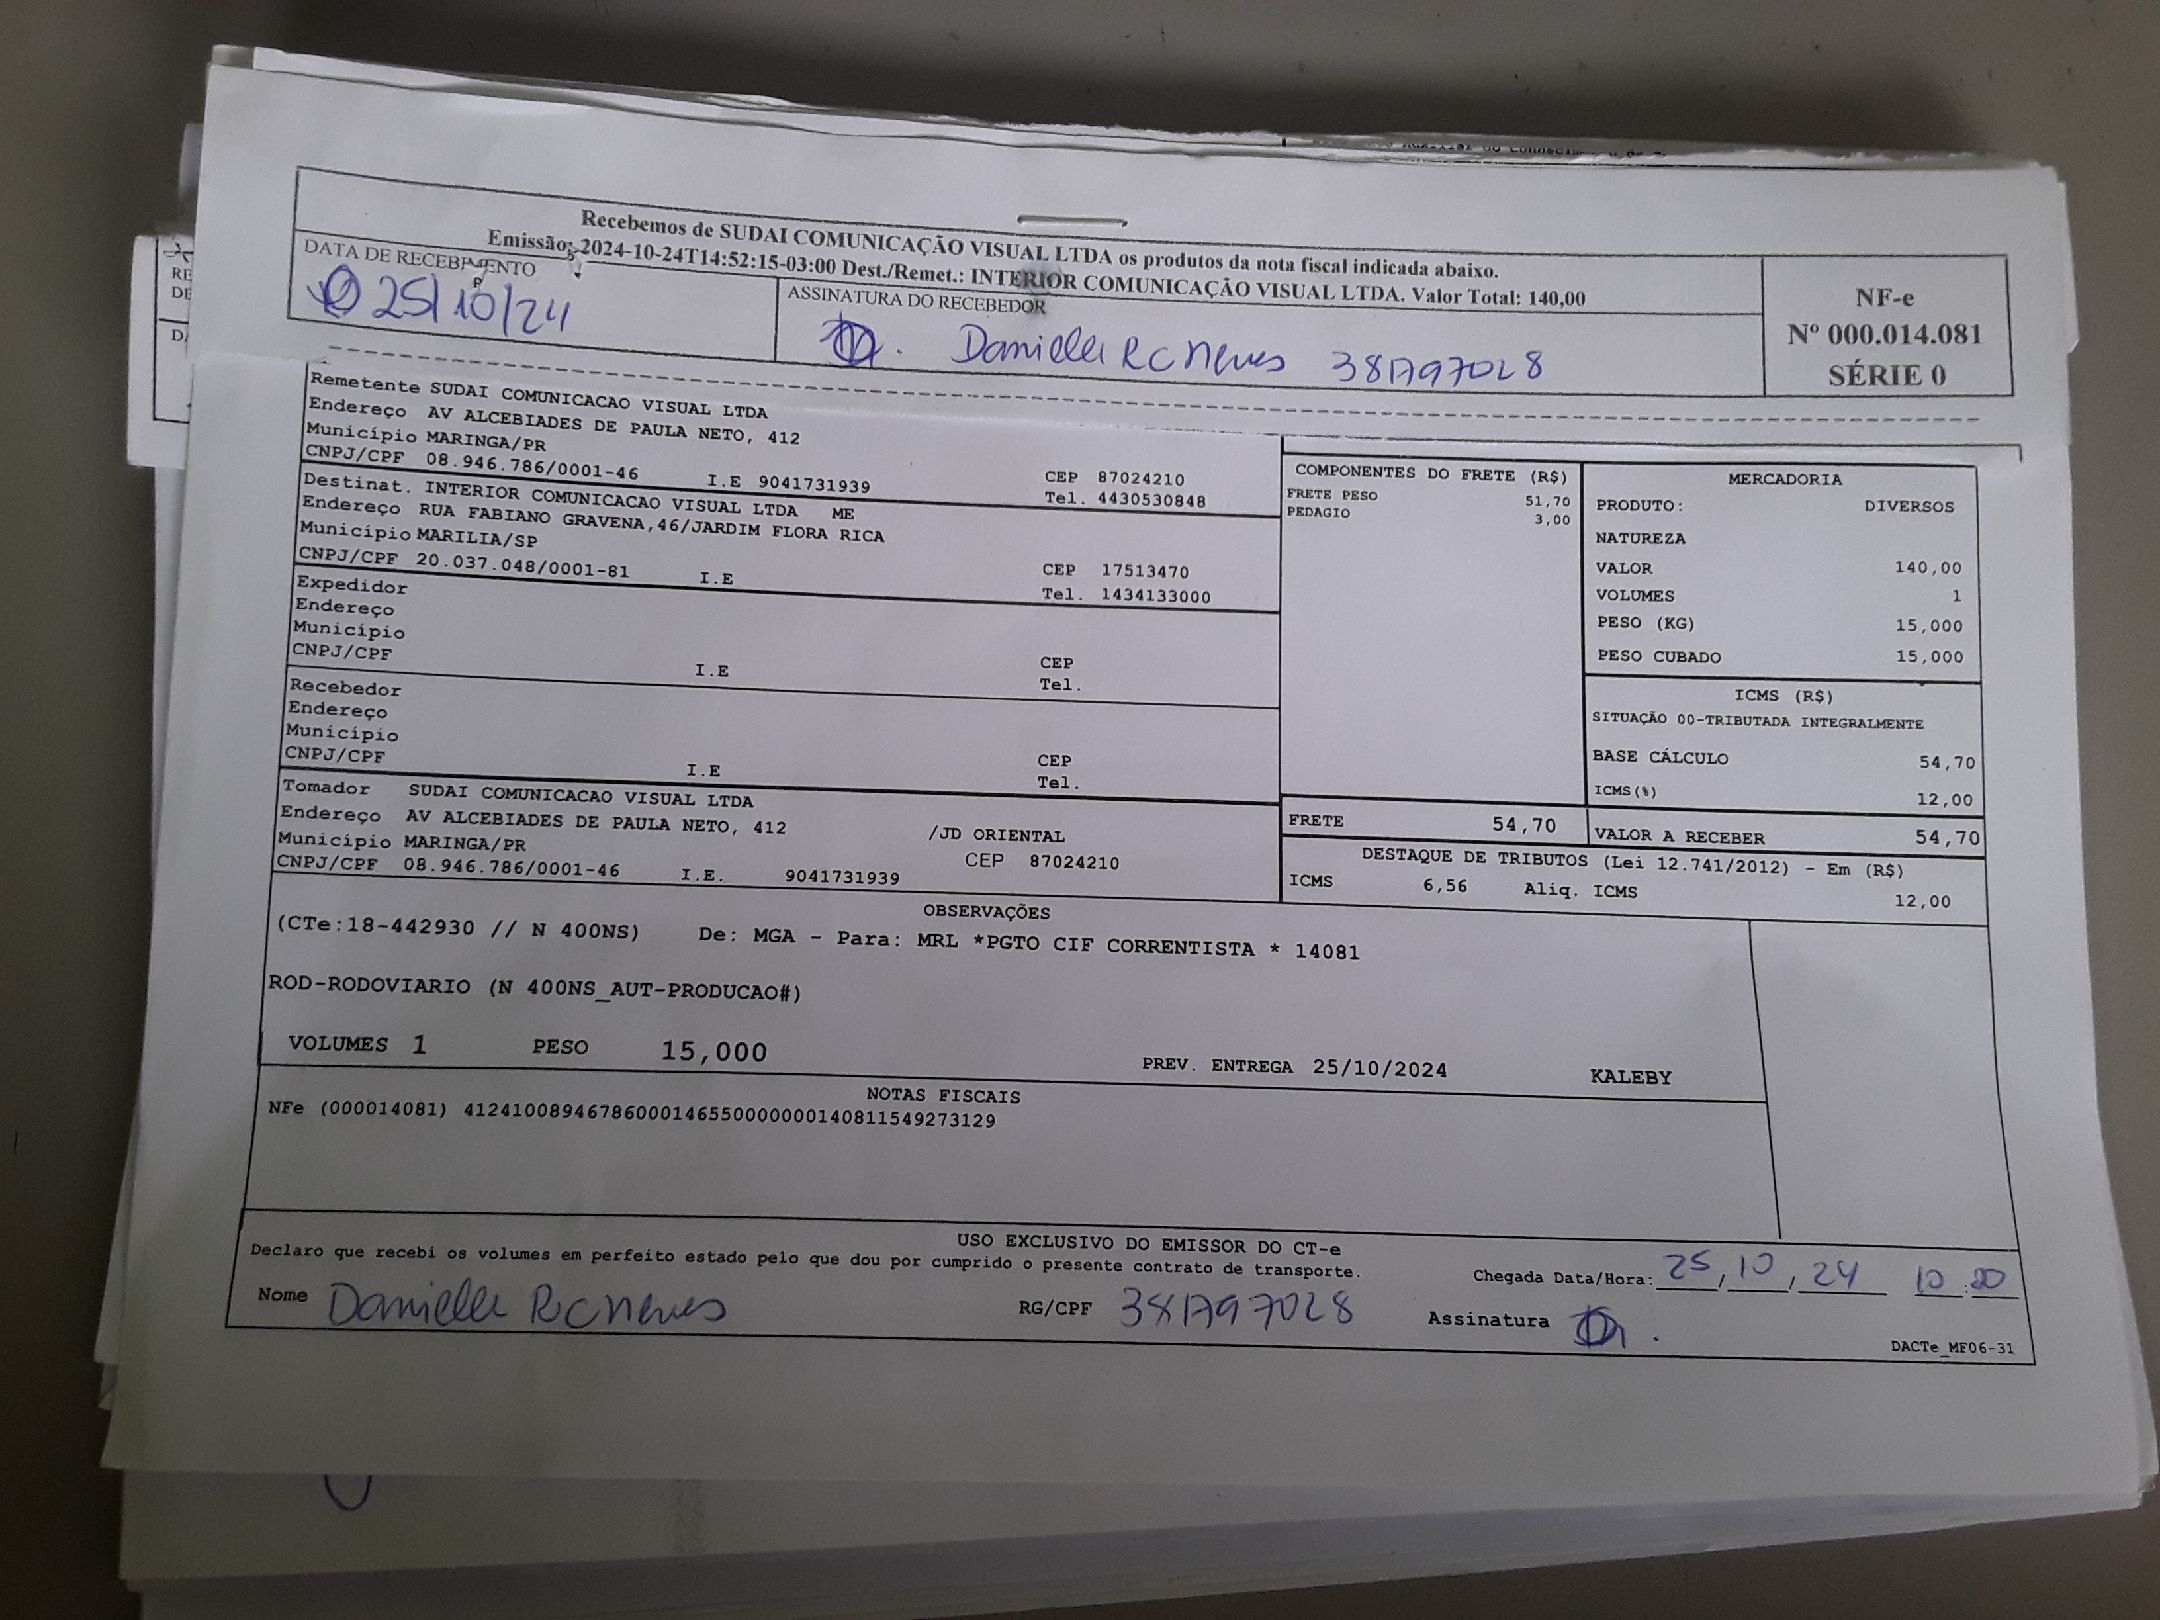 Recebemos de SUDAI COMUNICAÇÃO VISUAL LTDA os produtos da nota fiscal indicada abaixo.
Emissão: 2024-10-24T14:52:15-03:00 Dest./Remet.: INTERIOR COMUNICAÇÃO VISUAL LTDA. Valor Total: 140,00
DATA DE RECEBIMENTO
25/10/24
ASSINATURA DO RECEBEDOR
Danielle RC Neves 381797028
NF-e
Nº 000.014.081
SÉRIE 0
Remetente SUDAI COMUNICACAO VISUAL LTDA
Endereço AV ALCEBIADES DE PAULA NETO, 412
Município MARINGA/PR CEP 87024210
CNPJ/CPF 08.946.786/0001-46 I.E 9041731939 Tel. 4430530848
Destinat. INTERIOR COMUNICACAO VISUAL LTDA ME
Endereço RUA FABIANO GRAVENA,46/JARDIM FLORA RICA
Município MARILIA/SP CEP 17513470
CNPJ/CPF 20.037.048/0001-81 I.E Tel. 1434133000
Expedidor
Endereço
Município CEP
CNPJ/CPF I.E Tel.
Recebedor
Endereço
Município CEP
CNPJ/CPF I.E Tel.
Tomador SUDAI COMUNICACAO VISUAL LTDA
Endereço AV ALCEBIADES DE PAULA NETO, 412 /JD ORIENTAL
Município MARINGA/PR CEP 87024210
CNPJ/CPF 08.946.786/0001-46 I.E. 9041731939
COMPONENTES DO FRETE (R$)
FRETE PESO 51,70
PEDAGIO 3,00
MERCADORIA
PRODUTO: DIVERSOS
NATUREZA
VALOR 140,00
VOLUMES 1
PESO (KG) 15,000
PESO CUBADO 15,000
ICMS (R$)
SITUAÇÃO 00-TRIBUTADA INTEGRALMENTE
BASE CÁLCULO 54,70
ICMS(%) 12,00
FRETE 54,70
VALOR A RECEBER 54,70
DESTAQUE DE TRIBUTOS (Lei 12.741/2012) - Em (R$)
ICMS 6,56 Aliq. ICMS 12,00
OBSERVAÇÕES
(CTe:18-442930 // N 400NS) De: MGA - Para: MRL *PGTO CIF CORRENTISTA * 14081
ROD-RODOVIARIO (N 400NS_AUT-PRODUCAO#)
VOLUMES 1 PESO 15,000 PREV. ENTREGA 25/10/2024 KALEBY
NOTAS FISCAIS
NFe (000014081) 41241008946786000146550000000140811549273129
USO EXCLUSIVO DO EMISSOR DO CT-e
Declaro que recebi os volumes em perfeito estado pelo que dou por cumprido o presente contrato de transporte.
Chegada Data/Hora: 25/10/24 10:20
Nome Danielle RC Neves RG/CPF 381797028 Assinatura
DACTe_MF06-31